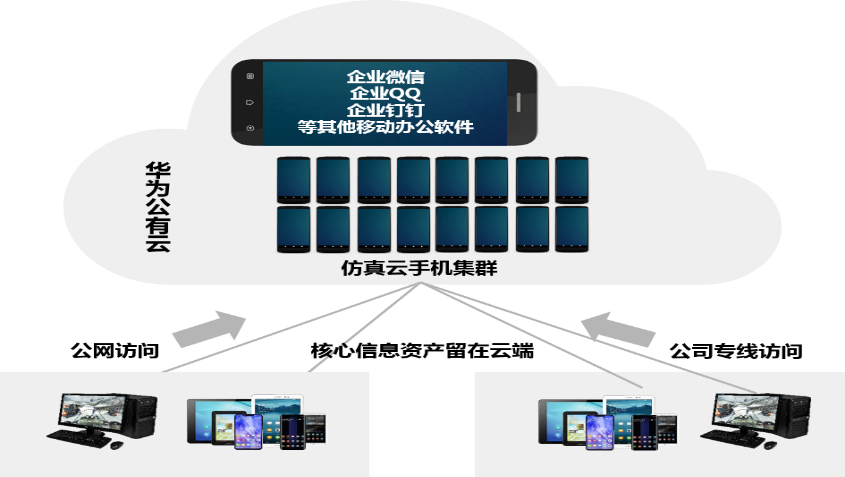 企业微信
企业QQ
企业钉钉
等其他移动办公软件
华为公有云
仿真云手机集群
公网访问
核心信息资产留在云端
公司专线访问